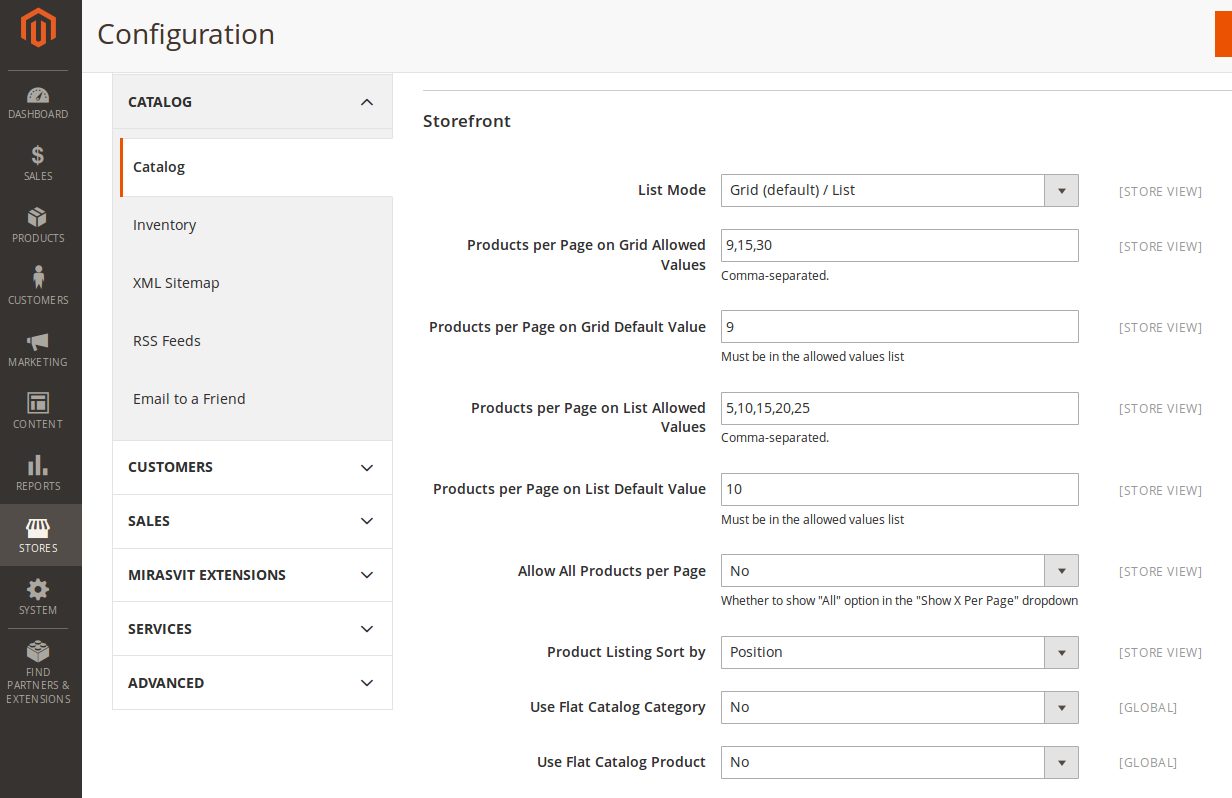 Configuration
DASHBOARD
SALES
PRODUCTS
CUSTOMERS
MARKETING
CONTENT
REPORTS
STORES
SYSTEM
FIND
PARTNERS &
EXTENSIONS
CATALOG
Catalog
Inventory
XML Sitemap
RSS Feeds
Email to a Friend
CUSTOMERS
SALES
MIRASVIT EXTENSIONS
SERVICES
ADVANCED
Storefront
List Mode Grid (default) / List [STORE VIEW]
Products per Page on Grid Allowed 9,15,30 [STORE VIEW]
Values
Comma-separated.
Products per Page on Grid Default Value 9 [STORE VIEW]
Must be in the allowed values list
Products per Page on List Allowed 5,10,15,20,25 [STORE VIEW]
Values
Comma-separated.
Products per Page on List Default Value 10 [STORE VIEW]
Must be in the allowed values list
Allow All Products per Page No [STORE VIEW]
Whether to show "All" option in the "Show X Per Page" dropdown
Product Listing Sort by Position [STORE VIEW]
Use Flat Catalog Category No [GLOBAL]
Use Flat Catalog Product No [GLOBAL]